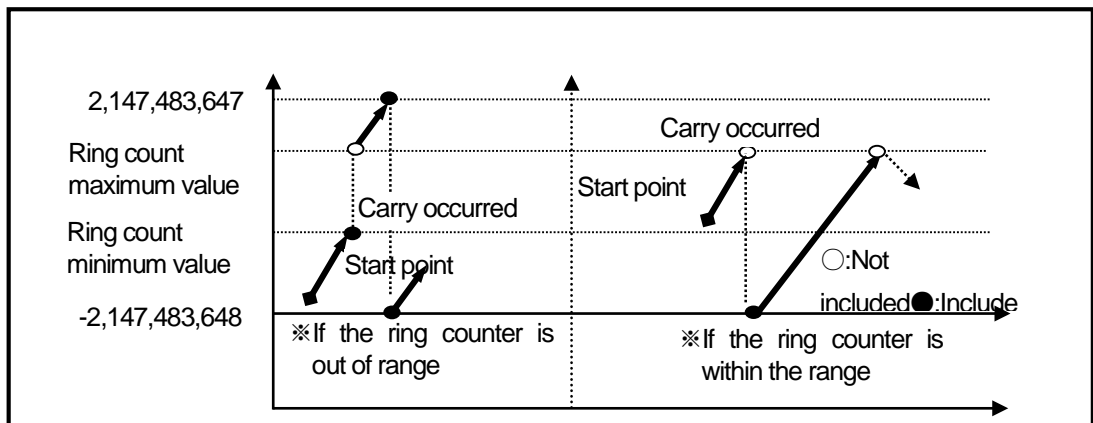 2,147,483,647
Ring count
maximum value
Ring count
minimum value
-2,147,483,648
Carry occurred
Start point
※If the ring counter is
out of range
Carry occurred
Start point
○:Not
included●:Include
※If the ring counter is
within the range